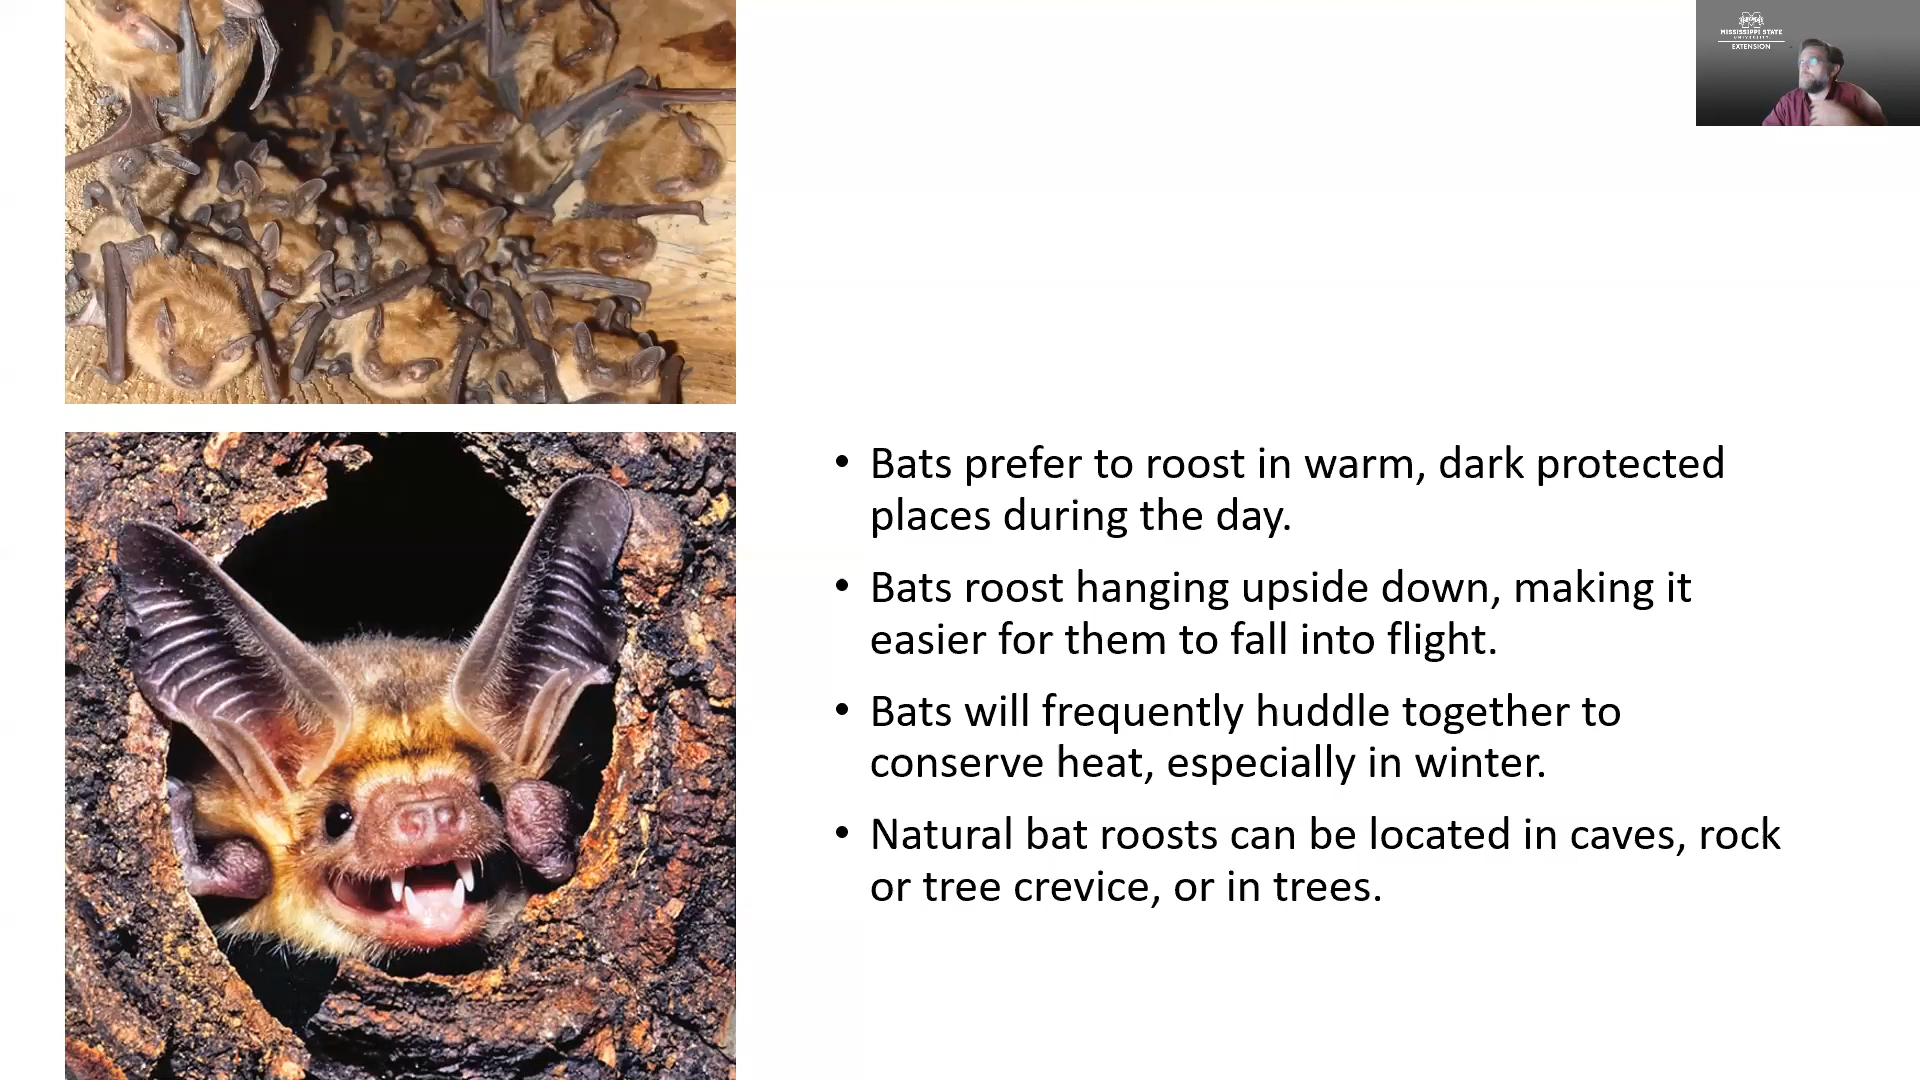 MISSISSIPPI STATE
UNIVERSITY
EXTENSION
• Bats prefer to roost in warm, dark protected
places during the day.
• Bats roost hanging upside down, making it
easier for them to fall into flight.
• Bats will frequently huddle together to
conserve heat, especially in winter.
• Natural bat roosts can be located in caves, rock
or tree crevice, or in trees.